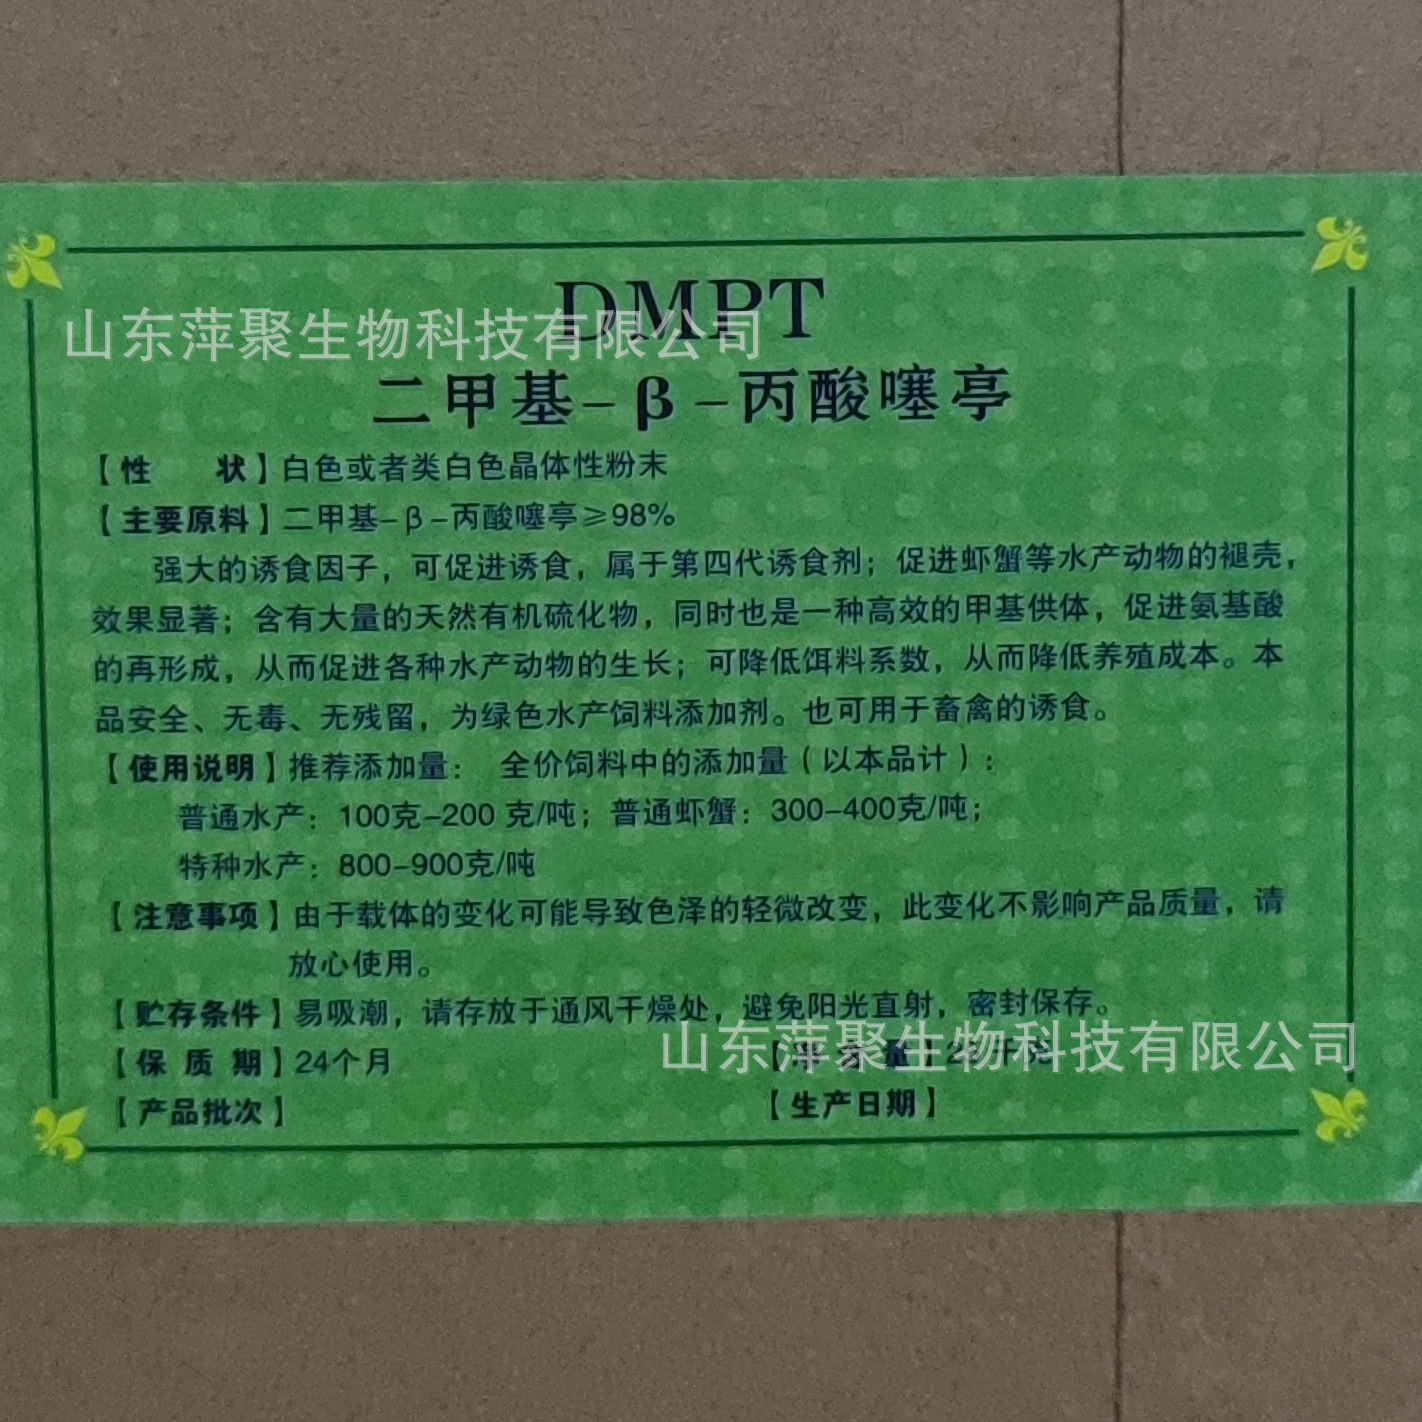 DMPT
山东萍聚生物科技有限公司
二甲基-β-丙酸噻亭
【性 状】白色或者类白色晶体性粉末
【主要原料】二甲基-β-丙酸噻亭≥98%
强大的诱食因子，可促进诱食，属于第四代诱食剂；促进虾蟹等水产动物的褪壳，
效果显著；含有大量的天然有机硫化物，同时也是一种高效的甲基供体，促进氨基酸
的再形成，从而促进各种水产动物的生长；可降低饵料系数，从而降低养殖成本。本
品安全、无毒、无残留，为绿色水产饲料添加剂。也可用于畜禽的诱食。
【使用说明】推荐添加量： 全价饲料中的添加量（以本品计）：
普通水产：100克-200 克/吨；普通虾蟹：300-400克/吨；
特种水产：800-900克/吨
【注意事项】由于载体的变化可能导致色泽的轻微改变，此变化不影响产品质量，请
放心使用。
【贮存条件】易吸潮，请存放于通风干燥处，避免阳光直射，密封保存。
山东萍聚生物科技有限公司
【保 质 期】24个月
【产品批次】 【生产日期】